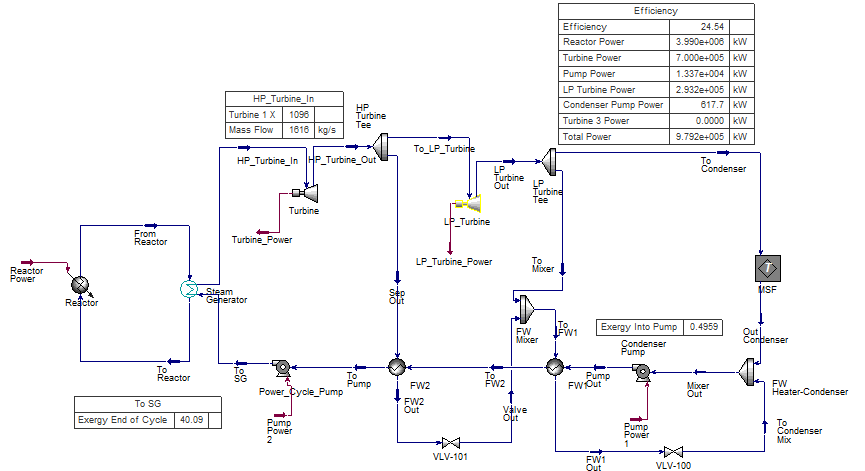 Efficiency
Efficiency 24.54
Reactor Power 3.990e+006 kW
Turbine Power 7.000e+005 kW
Pump Power 1.337e+004 kW
LP Turbine Power 2.932e+005 kW
Condenser Pump Power 617.7 kW
Turbine 3 Power 0.0000 kW
Total Power 9.792e+005 kW
HP_Turbine_In
Turbine 1 X 1096
Mass Flow 1616 kg/s
HP
Turbine
Tee
HP_Turbine_In
HP_Turbine_Out
To_LP_Turbine
LP
Turbine
Out
LP
Turbine
Tee
To
Condenser
Turbine
Turbine_Power
LP_Turbine
LP_Turbine_Power
From
Reactor
Reactor
Power
Reactor
Steam
Generator
Sep
Out
To
Mixer
MSF
FW
Mixer
To
FW1
Exergy Into Pump 0.4959
Out
Condenser
Condenser
Pump
To
Reactor
To
SG
Power_Cycle_Pump
To
Pump
FW2
To
FW2
FW1
Pump
Out
Mixer
Out
FW
Heater-Condenser
To SG
Exergy End of Cycle 40.09
Pump
Power
2
FW2
Out
Valve
Out
VLV-101
Pump
Power
1
To
Condenser
Mix
FW1
Out
VLV-100